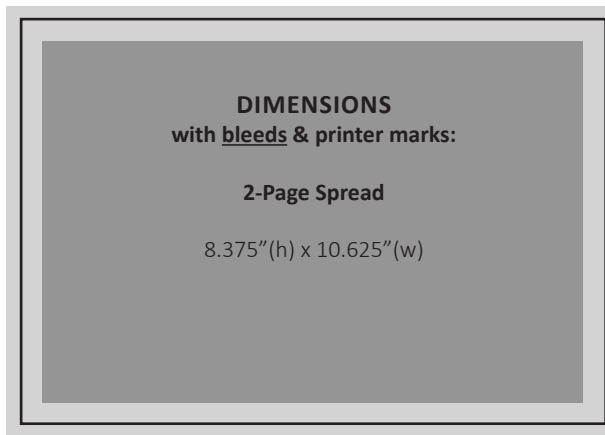 DIMENSIONS
with bleeds & printer marks:
2-Page Spread
8.375”(h) x 10.625”(w)